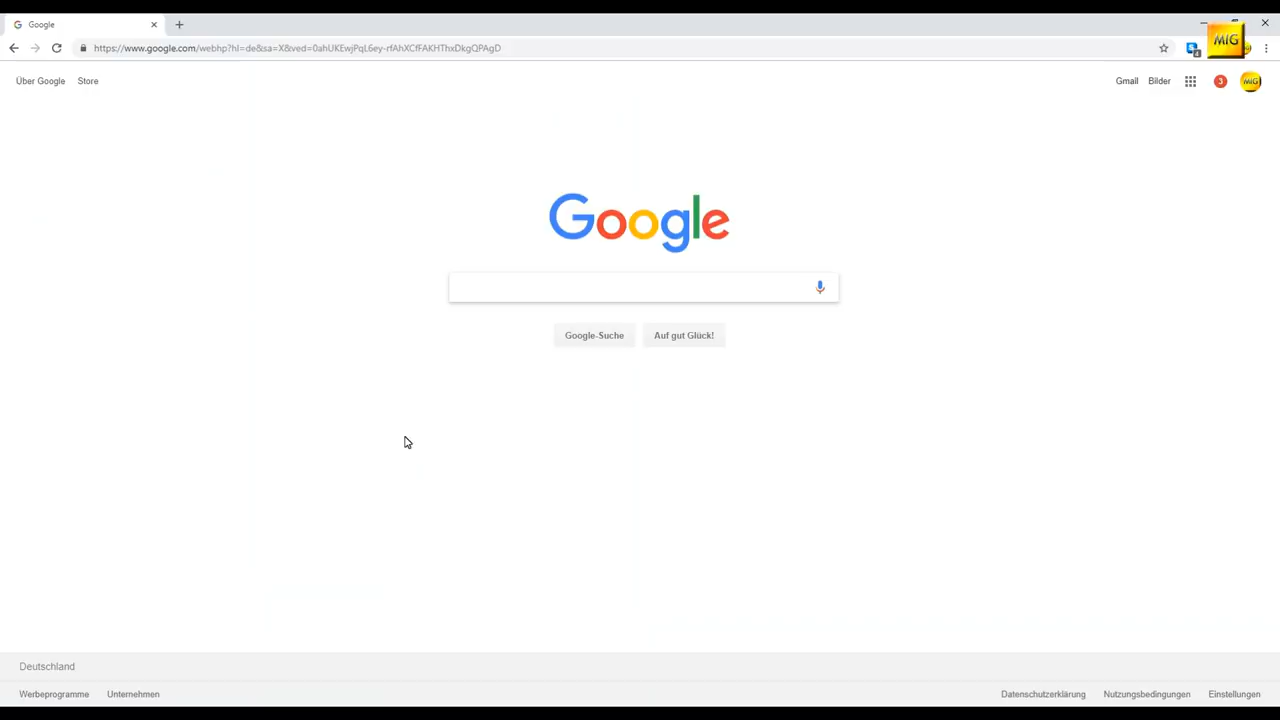 Google
https://www.google.com/webhp?hl=de&sa=X&ved=0ahUKEwjPqL6ey-rfAhXCfFAKHThxDkgQPAgD
MIG
Über Google Store
Gmail Bilder 3 MIG
Google
Google-Suche Auf gut Glück!
Deutschland
Werbeprogramme Unternehmen
Datenschutzerklärung Nutzungsbedingungen Einstellungen